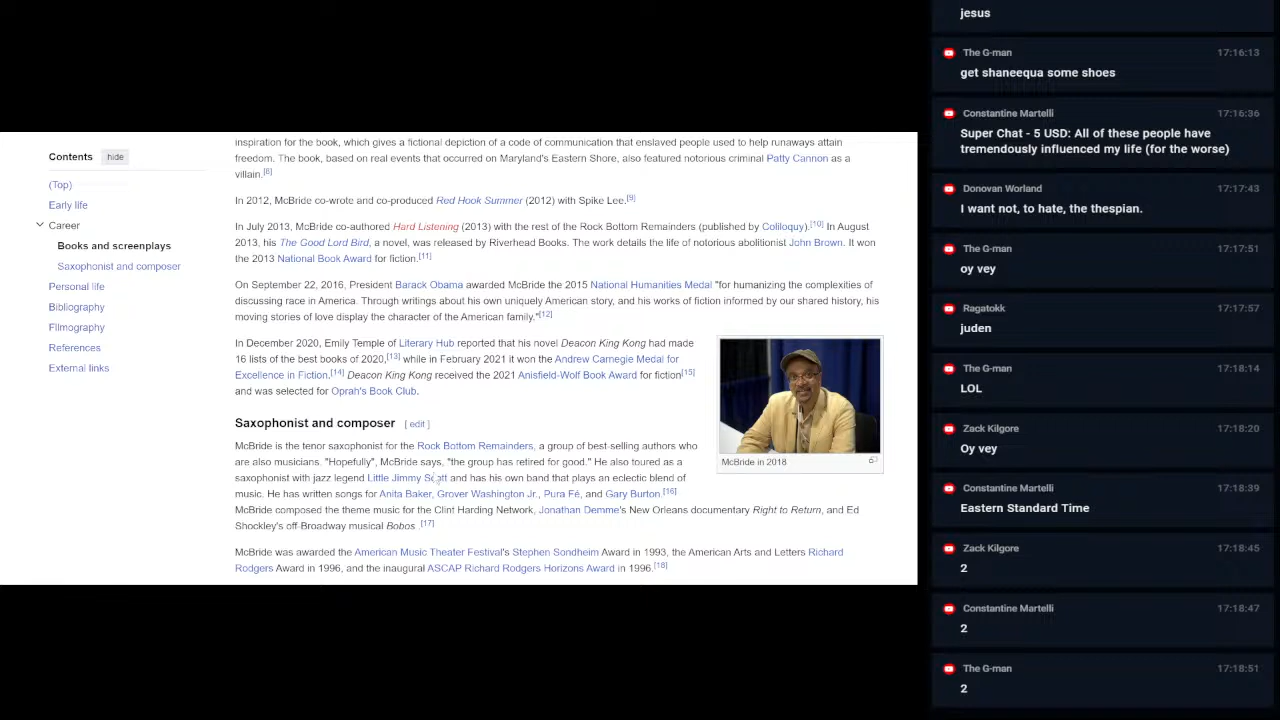 Contents hide
(Top)
Early life
Career
Books and screenplays
Saxophonist and composer
Personal life
Bibliography
Filmography
References
External links
inspiration for the book, which gives a fictional depiction of a code of communication that enslaved people used to help runaways attain
freedom. The book, based on real events that occurred on Maryland's Eastern Shore, also featured notorious criminal Patty Cannon as a
villain.[8]
In 2012, McBride co-wrote and co-produced Red Hook Summer (2012) with Spike Lee.[9]
In July 2013, McBride co-authored Hard Listening (2013) with the rest of the Rock Bottom Remainders (published by Coliloquy).[10] In August
2013, his The Good Lord Bird, a novel, was released by Riverhead Books. The work details the life of notorious abolitionist John Brown. It won
the 2013 National Book Award for fiction.[11]
On September 22, 2016, President Barack Obama awarded McBride the 2015 National Humanities Medal "for humanizing the complexities of
discussing race in America. Through writings about his own uniquely American story, and his works of fiction informed by our shared history, his
moving stories of love display the character of the American family."[12]
In December 2020, Emily Temple of Literary Hub reported that his novel Deacon King Kong had made
16 lists of the best books of 2020,[13] while in February 2021 it won the Andrew Carnegie Medal for
Excellence in Fiction.[14] Deacon King Kong received the 2021 Anisfield-Wolf Book Award for fiction[15]
and was selected for Oprah's Book Club.
McBride in 2018
Saxophonist and composer [ edit ]
McBride is the tenor saxophonist for the Rock Bottom Remainders, a group of best-selling authors who
are also musicians. "Hopefully", McBride says, "the group has retired for good." He also toured as a
saxophonist with jazz legend Little Jimmy Scott and has his own band that plays an eclectic blend of
music. He has written songs for Anita Baker, Grover Washington Jr., Pura Fé, and Gary Burton.[16]
McBride composed the theme music for the Clint Harding Network, Jonathan Demme's New Orleans documentary Right to Return, and Ed
Shockley's off-Broadway musical Bobos .[17]
McBride was awarded the American Music Theater Festival's Stephen Sondheim Award in 1993, the American Arts and Letters Richard
Rodgers Award in 1996, and the inaugural ASCAP Richard Rodgers Horizons Award in 1996.[18]
jesus
The G-man 17:16:13
get shaneequa some shoes
Constantine Martelli 17:16:36
Super Chat - 5 USD: All of these people have
tremendously influenced my life (for the worse)
Donovan Worland 17:17:43
I want not, to hate, the thespian.
The G-man 17:17:51
oy vey
Ragatokk 17:17:57
juden
The G-man 17:18:14
LOL
Zack Kilgore 17:18:20
Oy vey
Constantine Martelli 17:18:39
Eastern Standard Time
Zack Kilgore 17:18:45
2
Constantine Martelli 17:18:47
2
The G-man 17:18:51
2